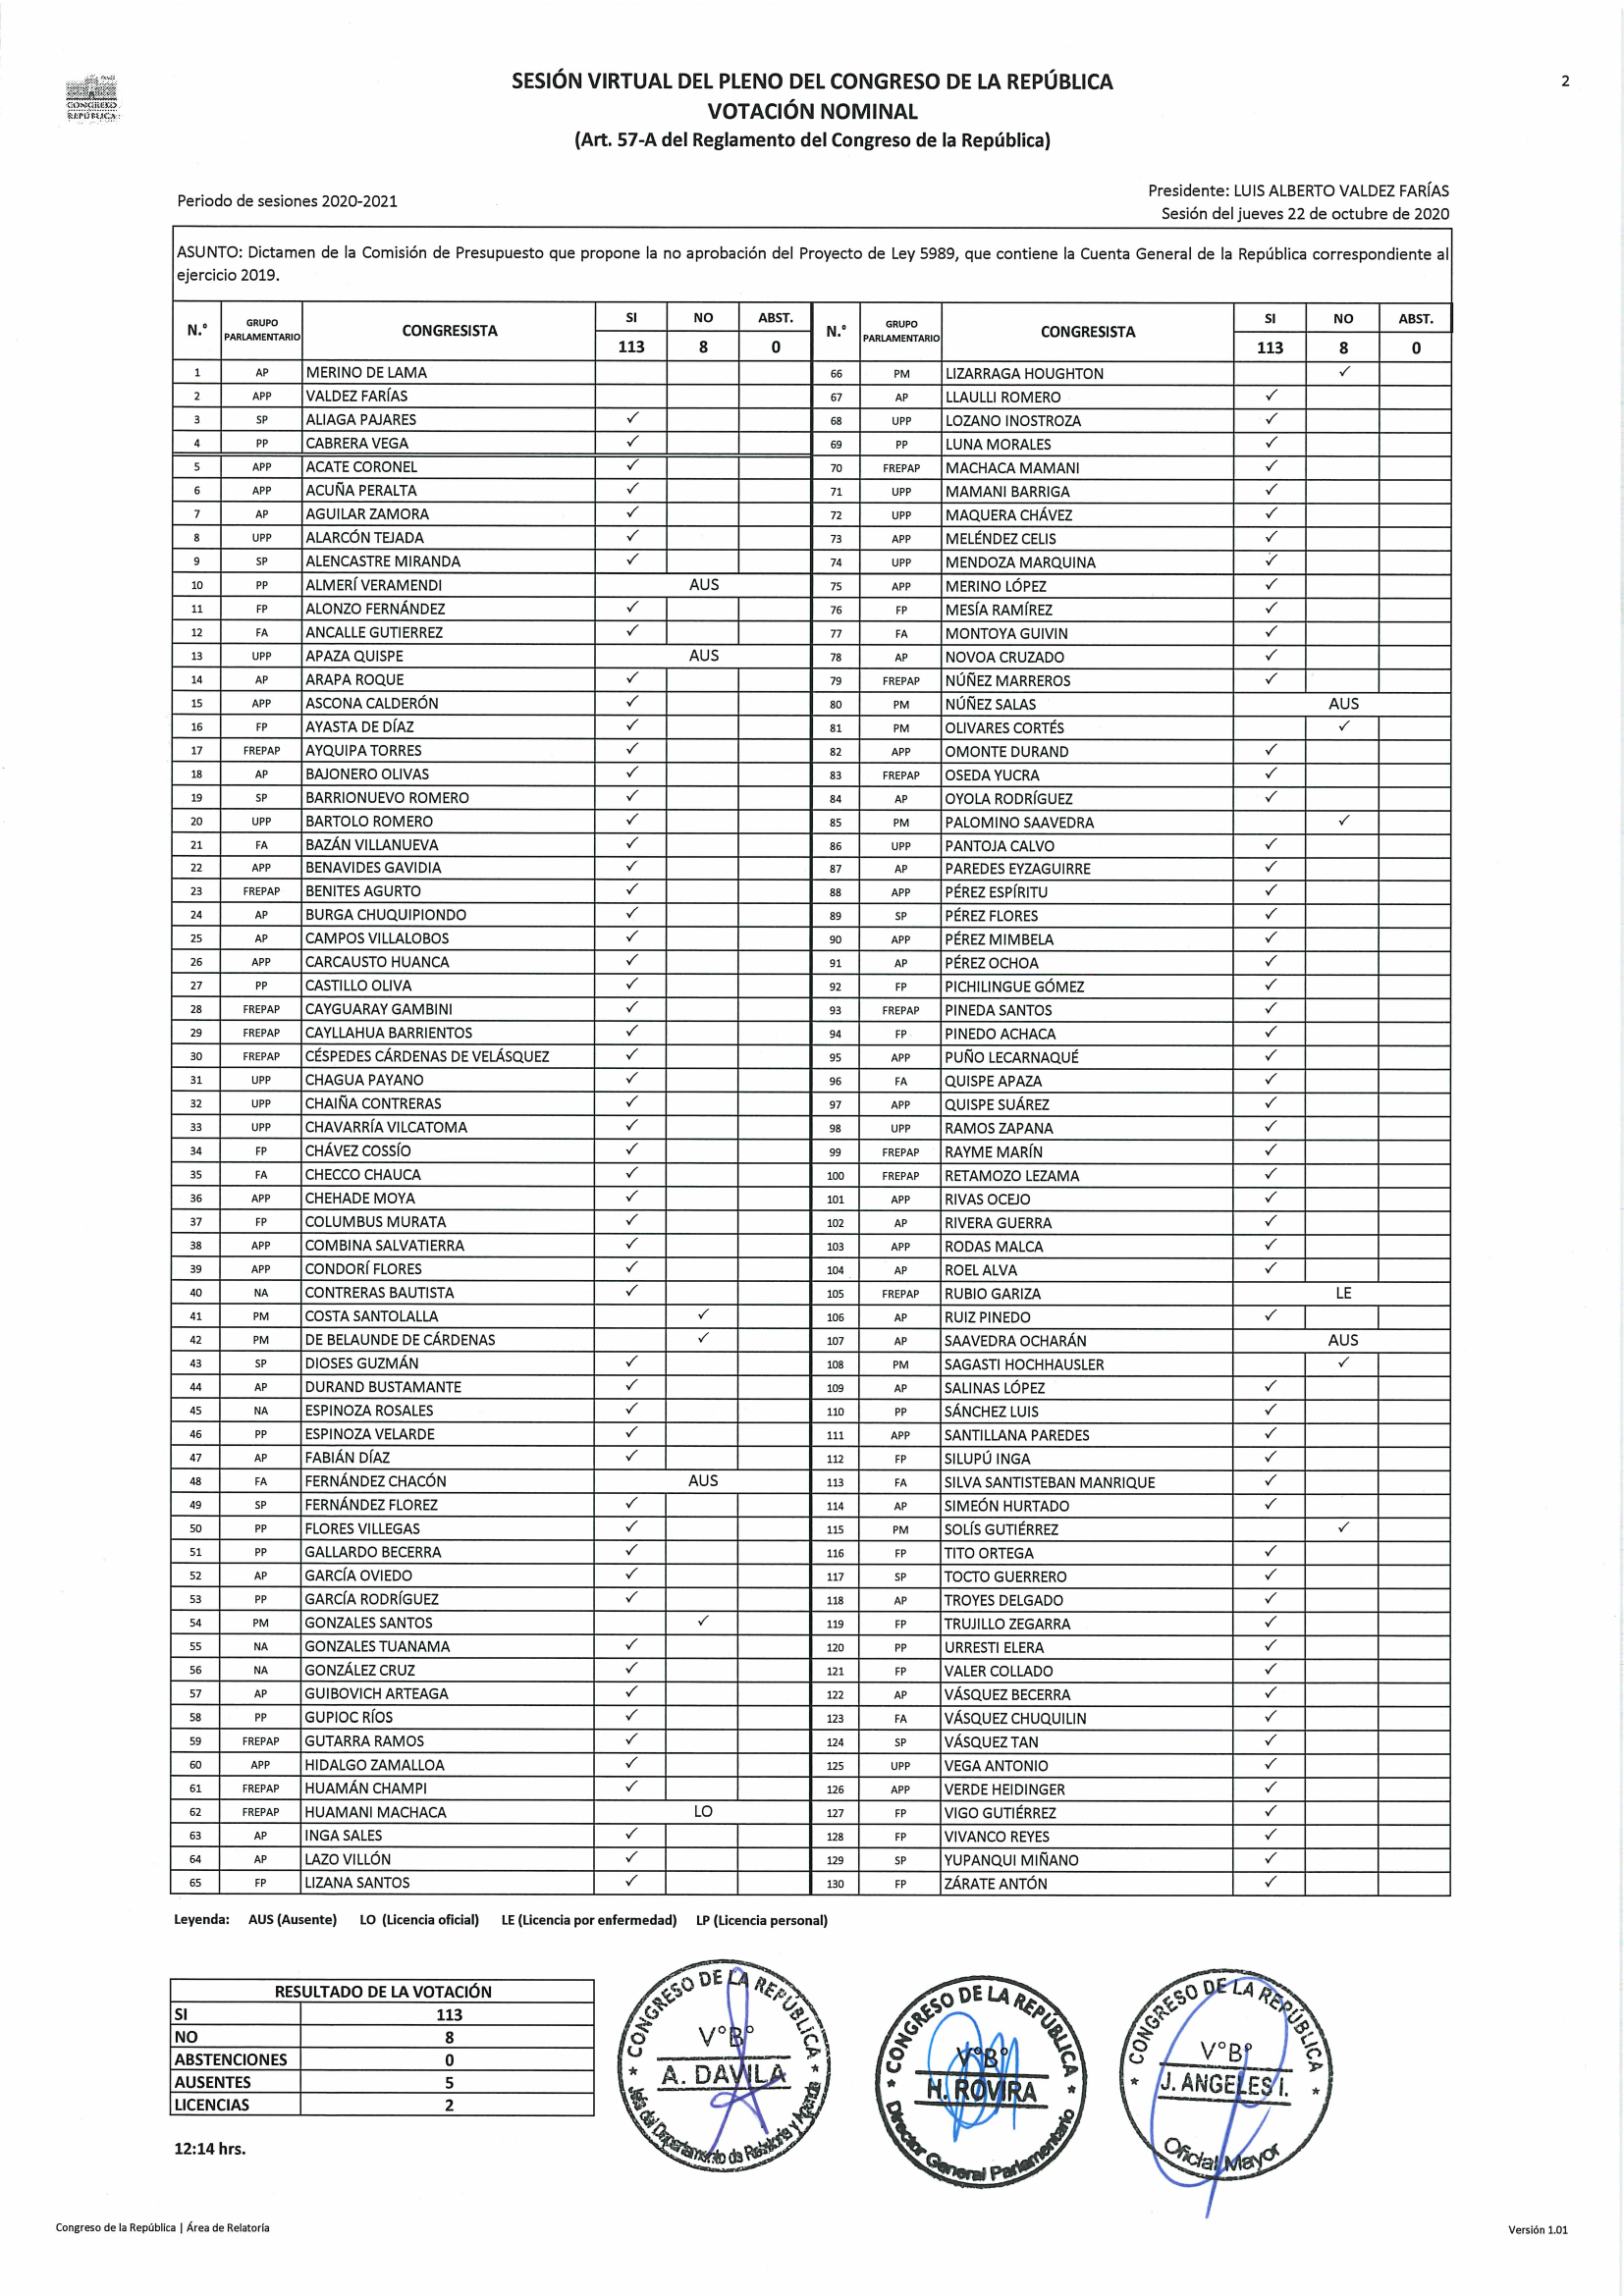 CONGRESO
REPÚBLICA
SESIÓN VIRTUAL DEL PLENO DEL CONGRESO DE LA REPÚBLICA
VOTACIÓN NOMINAL
(Art. 57-A del Reglamento del Congreso de la República)
2
Periodo de sesiones 2020-2021
Presidente: LUIS ALBERTO VALDEZ FARÍAS
Sesión del jueves 22 de octubre de 2020
ASUNTO: Dictamen de la Comisión de Presupuesto que propone la no aprobación del Proyecto de Ley 5989, que contiene la Cuenta General de la República correspondiente al
ejercicio 2019.
N.° GRUPO PARLAMENTARIO CONGRESISTA SI NO ABST.
113 8 0
1 AP MERINO DE LAMA
2 APP VALDEZ FARÍAS
3 SP ALIAGA PAJARES ✓
4 PP CABRERA VEGA ✓
5 APP ACATE CORONEL ✓
6 APP ACUÑA PERALTA ✓
7 AP AGUILAR ZAMORA ✓
8 UPP ALARCÓN TEJADA ✓
9 SP ALENCASTRE MIRANDA ✓
10 PP ALMERÍ VERAMENDI AUS
11 FP ALONZO FERNÁNDEZ ✓
12 FA ANCALLE GUTIERREZ ✓
13 UPP APAZA QUISPE AUS
14 AP ARAPA ROQUE ✓
15 APP ASCONA CALDERÓN ✓
16 FP AYASTA DE DÍAZ ✓
17 FREPAP AYQUIPA TORRES ✓
18 AP BAJONERO OLIVAS ✓
19 SP BARRIONUEVO ROMERO ✓
20 UPP BARTOLO ROMERO ✓
21 FA BAZÁN VILLANUEVA ✓
22 APP BENAVIDES GAVIDIA ✓
23 FREPAP BENITES AGURTO ✓
24 AP BURGA CHUQUIPIONDO ✓
25 AP CAMPOS VILLALOBOS ✓
26 APP CARCAUSTO HUANCA ✓
27 PP CASTILLO OLIVA ✓
28 FREPAP CAYGUARAY GAMBINI ✓
29 FREPAP CAYLLAHUA BARRIENTOS ✓
30 FREPAP CÉSPEDES CÁRDENAS DE VELÁSQUEZ ✓
31 UPP CHAGUA PAYANO ✓
32 UPP CHAIÑA CONTRERAS ✓
33 UPP CHAVARRÍA VILCATOMA ✓
34 FP CHÁVEZ COSSÍO ✓
35 FA CHECCO CHAUCA ✓
36 APP CHEHADE MOYA ✓
37 FP COLUMBUS MURATA ✓
38 APP COMBINA SALVATIERRA ✓
39 APP CONDORÍ FLORES ✓
40 NA CONTRERAS BAUTISTA ✓
41 PM COSTA SANTOLALLA ✓
42 PM DE BELAUNDE DE CÁRDENAS ✓
43 SP DIOSES GUZMÁN ✓
44 AP DURAND BUSTAMANTE ✓
45 NA ESPINOZA ROSALES ✓
46 PP ESPINOZA VELARDE ✓
47 AP FABIÁN DÍAZ ✓
48 FA FERNÁNDEZ CHACÓN AUS
49 SP FERNÁNDEZ FLOREZ ✓
50 PP FLORES VILLEGAS ✓
51 PP GALLARDO BECERRA ✓
52 AP GARCÍA OVIEDO ✓
53 PP GARCÍA RODRÍGUEZ ✓
54 PM GONZALES SANTOS ✓
55 NA GONZALES TUANAMA ✓
56 NA GONZÁLEZ CRUZ ✓
57 AP GUIBOVICH ARTEAGA ✓
58 PP GUPIOC RÍOS ✓
59 FREPAP GUTARRA RAMOS ✓
60 APP HIDALGO ZAMALLOA ✓
61 FREPAP HUAMÁN CHAMPI ✓
62 FREPAP HUAMANI MACHACA LO
63 AP INGA SALES ✓
64 AP LAZO VILLÓN ✓
65 FP LIZANA SANTOS ✓
N.° GRUPO PARLAMENTARIO CONGRESISTA SI NO ABST.
113 8 0
66 PM LIZARRAGA HOUGHTON ✓
67 AP LLAULLI ROMERO ✓
68 UPP LOZANO INOSTROZA ✓
69 PP LUNA MORALES ✓
70 FREPAP MACHACA MAMANI ✓
71 UPP MAMANI BARRIGA ✓
72 UPP MAQUERA CHÁVEZ ✓
73 APP MELÉNDEZ CELIS ✓
74 UPP MENDOZA MARQUINA ✓
75 APP MERINO LÓPEZ ✓
76 FP MESÍA RAMÍREZ ✓
77 FA MONTOYA GUIVIN ✓
78 AP NOVOA CRUZADO ✓
79 FREPAP NÚÑEZ MARREROS ✓
80 PM NÚÑEZ SALAS AUS
81 PM OLIVARES CORTÉS ✓
82 APP OMONTE DURAND ✓
83 FREPAP OSEDA YUCRA ✓
84 AP OYOLA RODRÍGUEZ ✓
85 PM PALOMINO SAAVEDRA ✓
86 UPP PANTOJA CALVO ✓
87 AP PAREDES EYZAGUIRRE ✓
88 APP PÉREZ ESPÍRITU ✓
89 SP PÉREZ FLORES ✓
90 APP PÉREZ MIMBELA ✓
91 AP PÉREZ OCHOA ✓
92 FP PICHILINGUE GÓMEZ ✓
93 FREPAP PINEDA SANTOS ✓
94 FP PINEDO ACHACA ✓
95 APP PUÑO LECARNAQUÉ ✓
96 FA QUISPE APAZA ✓
97 APP QUISPE SUÁREZ ✓
98 UPP RAMOS ZAPANA ✓
99 FREPAP RAYME MARÍN ✓
100 FREPAP RETAMOZO LEZAMA ✓
101 APP RIVAS OCEJO ✓
102 AP RIVERA GUERRA ✓
103 APP RODAS MALCA ✓
104 AP ROEL ALVA ✓
105 FREPAP RUBIO GARIZA LE
106 AP RUIZ PINEDO ✓
107 AP SAAVEDRA OCHARÁN AUS
108 PM SAGASTI HOCHHAUSLER ✓
109 AP SALINAS LÓPEZ ✓
110 PP SÁNCHEZ LUIS ✓
111 APP SANTILLANA PAREDES ✓
112 FP SILUPÚ INGA ✓
113 FA SILVA SANTISTEBAN MANRIQUE ✓
114 AP SIMEÓN HURTADO ✓
115 PM SOLÍS GUTIÉRREZ ✓
116 FP TITO ORTEGA ✓
117 SP TOCTO GUERRERO ✓
118 AP TROYES DELGADO ✓
119 FP TRUJILLO ZEGARRA ✓
120 PP URRESTI ELERA ✓
121 FP VALER COLLADO ✓
122 AP VÁSQUEZ BECERRA ✓
123 FA VÁSQUEZ CHUQUILIN ✓
124 SP VÁSQUEZ TAN ✓
125 UPP VEGA ANTONIO ✓
126 APP VERDE HEIDINGER ✓
127 FP VIGO GUTIÉRREZ ✓
128 FP VIVANCO REYES ✓
129 SP YUPANQUI MIÑANO ✓
130 FP ZÁRATE ANTÓN ✓
Leyenda: AUS (Ausente) LO (Licencia oficial) LE (Licencia por enfermedad) LP (Licencia personal)
RESULTADO DE LA VOTACIÓN
SI 113
NO 8
ABSTENCIONES 0
AUSENTES 5
LICENCIAS 2
12:14 hrs.
* CONGRESO DE LA REPÚBLICA *
V°B°
A. DAVILA
Jefe del Departamento de Relatoría y Agenda
* CONGRESO DE LA REPÚBLICA *
V°B°
H. ROVIRA
Director General Parlamentario
* CONGRESO DE LA REPÚBLICA *
V°B°
J. ANGELES I.
Oficial Mayor
Congreso de la República | Área de Relatoría
Versión 1.01